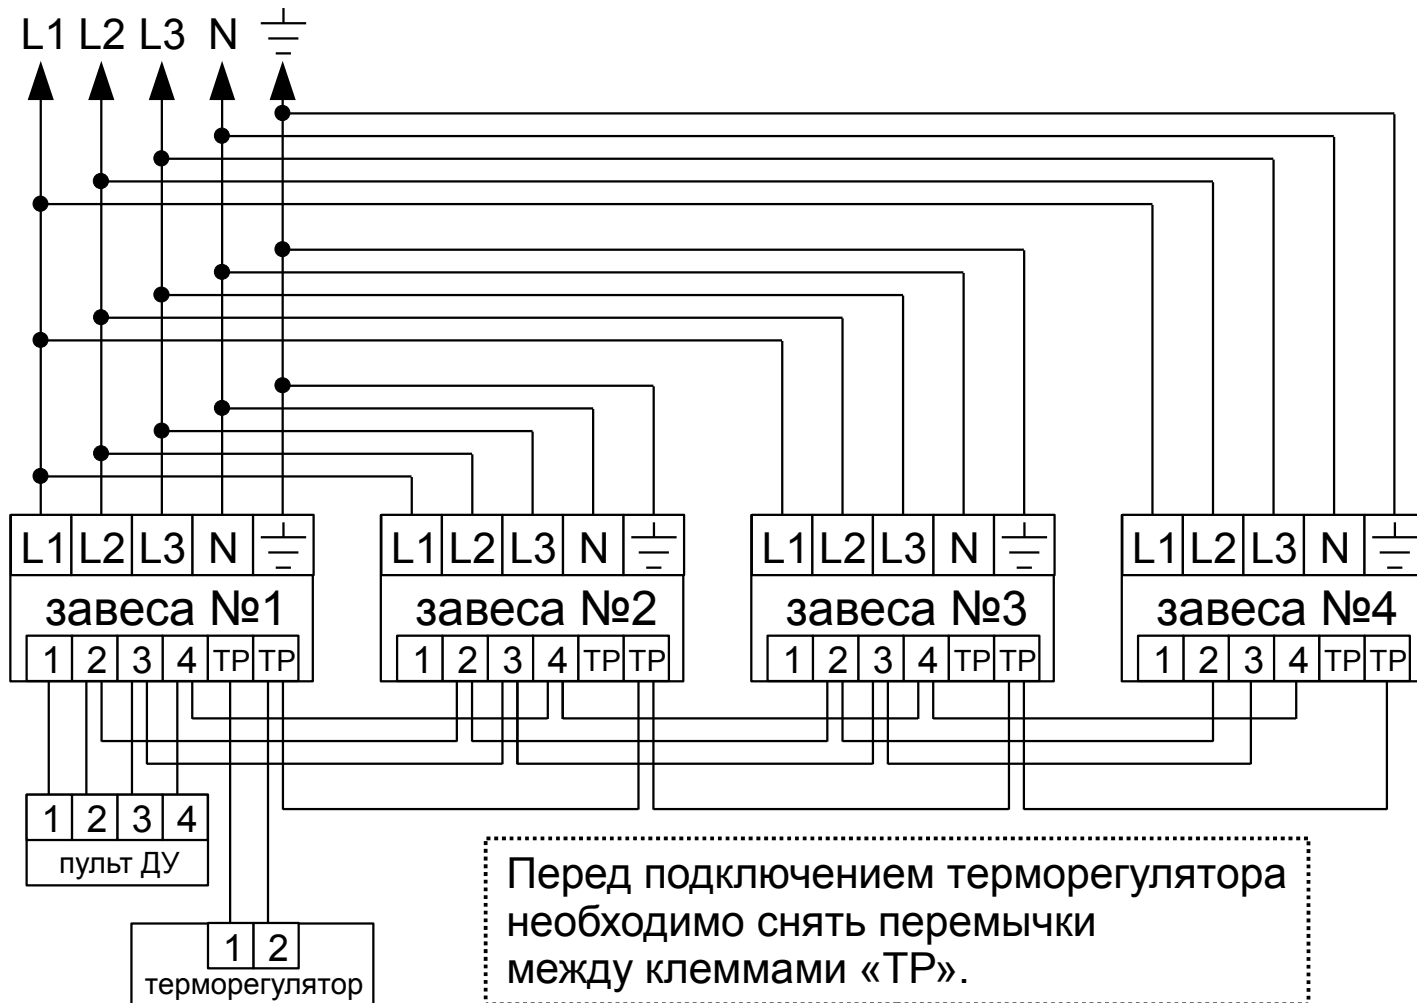 L1 L2 L3 N
L1 L2 L3 N
завеса №1
1 2 3 4 ТР ТР
L1 L2 L3 N
завеса №2
1 2 3 4 ТР ТР
L1 L2 L3 N
завеса №3
1 2 3 4 ТР ТР
L1 L2 L3 N
завеса №4
1 2 3 4 ТР ТР
1 2 3 4
пульт ДУ
1 2
терморегулятор
Перед подключением терморегулятора
необходимо снять перемычки
между клеммами «ТР».